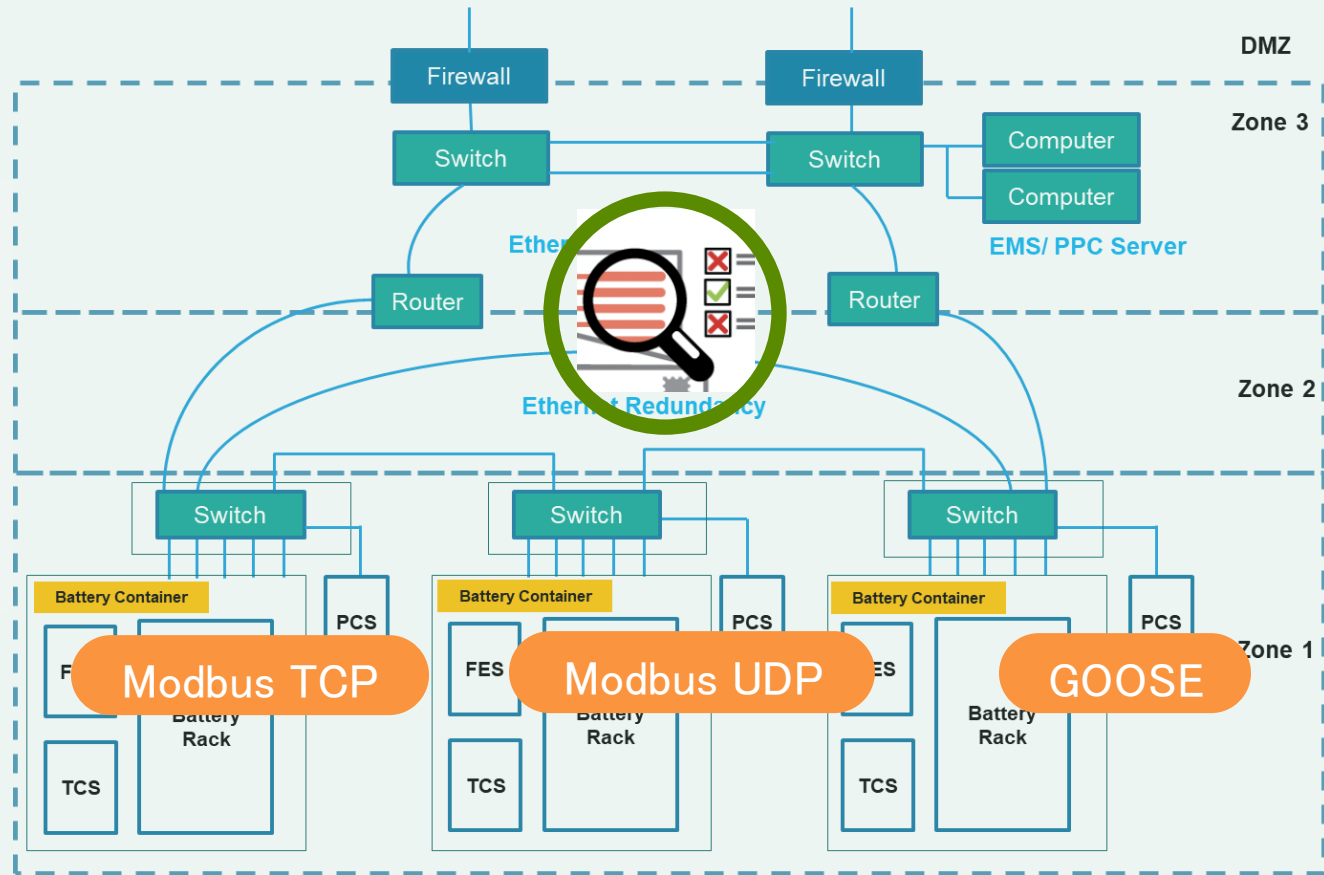 DMZ
Firewall
Firewall
Zone 3
Switch
Switch
Computer
Computer
EMS/ PPC Server
Router
Router
Zone 2
Ethernet Redundancy
Switch
Switch
Switch
Battery Container
Battery Container
Battery Container
PCS
PCS
PCS
Zone 1
FES
Modbus TCP
Modbus UDP
GOOSE
Battery
Rack
Battery
Rack
Battery
Rack
TCS
TCS
TCS